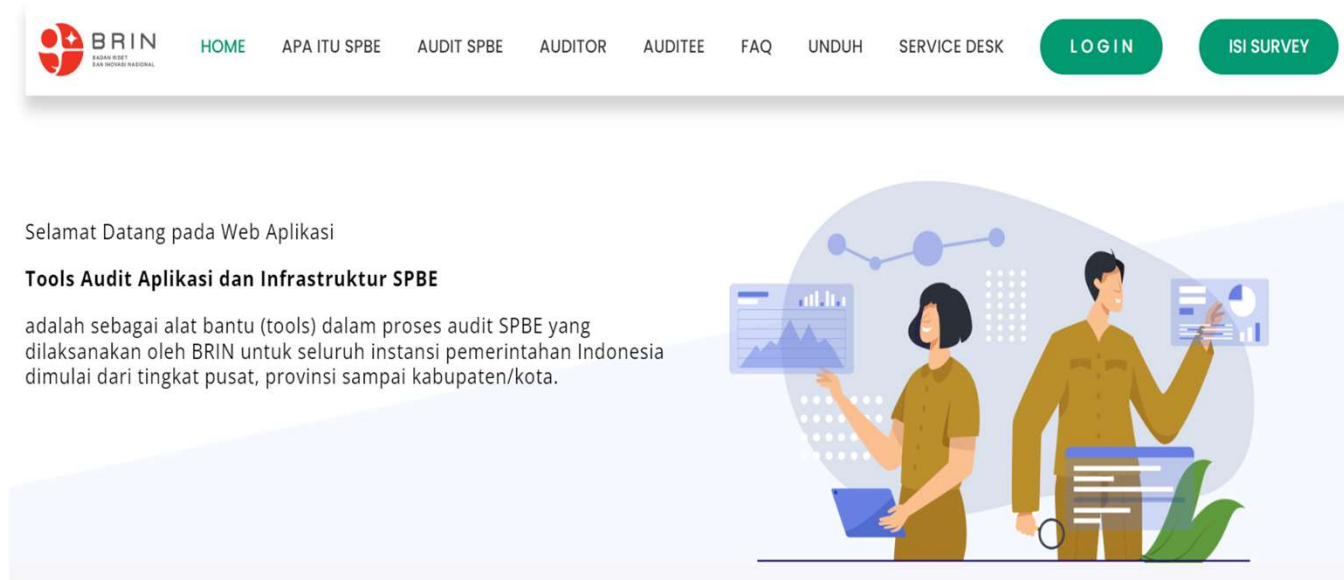 BRIN
BADAN RISET
DAN INOVASI NASIONAL
HOME APA ITU SPBE AUDIT SPBE AUDITOR AUDITEE FAQ UNDUH SERVICE DESK LOGIN ISI SURVEY
Selamat Datang pada Web Aplikasi
Tools Audit Aplikasi dan Infrastruktur SPBE
adalah sebagai alat bantu (tools) dalam proses audit SPBE yang
dilaksanakan oleh BRIN untuk seluruh instansi pemerintahan Indonesia
dimulai dari tingkat pusat, provinsi sampai kabupaten/kota.